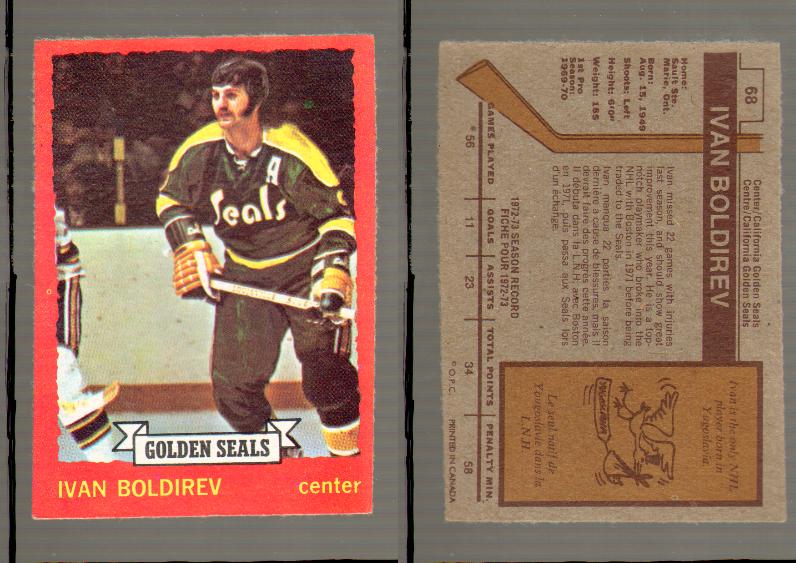 A
Seals
GOLDEN SEALS
IVAN BOLDIREV
center
68
Center/California Golden Seals
Centre/California Golden Seals
IVAN BOLDIREV
Home:
Sault Ste.
Marie, Ont.
Born:
Aug. 15, 1949
Shoots: Left
Height: 6'0"
Weight: 185
1st Pro
Season:
1969-70
Ivan missed 22 games with injuries
last season, and should show great
improvement this year. He is a top-
notch playmaker who broke into the
NHL with Boston in 1971 before being
traded to the Seals.
Ivan manqua 22 parties la saison
dernière à cause de blessures, mais il
devrait faire des progrès cette année.
Il débuta dans la L.N.H. avec Boston
en 1971, puis passa aux Seals lors
d'un échange.
1972-73 SEASON RECORD
FICHE POUR 1972-73
GAMES PLAYED GOALS ASSISTS TOTAL POINTS PENALTY MIN.
* 56 11 23 34 58
© O.P.C. PRINTED IN CANADA
Ivan is the only NHL
player born in
Yugoslavia.
Le seul natif de
Yougoslavie dans la
L.N.H